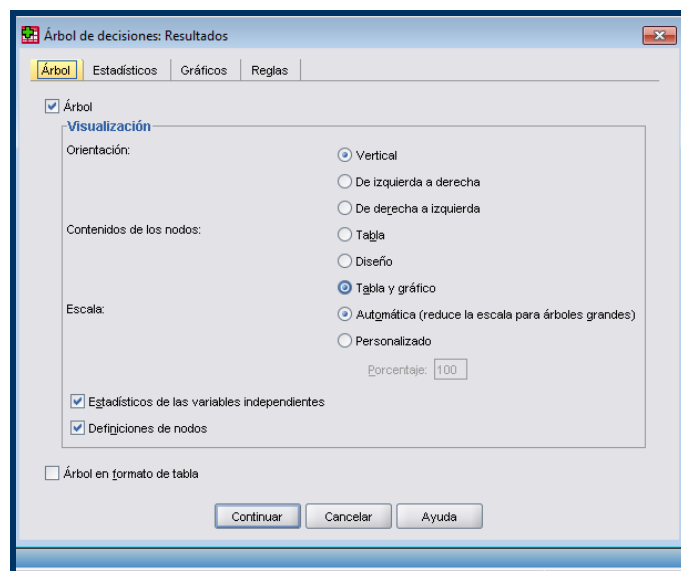 Árbol de decisiones: Resultados
Árbol Estadísticos Gráficos Reglas
Árbol
Visualización
Orientación:
Vertical
De izquierda a derecha
De derecha a izquierda
Contenidos de los nodos:
Tabla
Diseño
Tabla y gráfico
Escala:
Automática (reduce la escala para árboles grandes)
Personalizado
Porcentaje: 100
Estadísticos de las variables independientes
Definiciones de nodos
Árbol en formato de tabla
Continuar Cancelar Ayuda